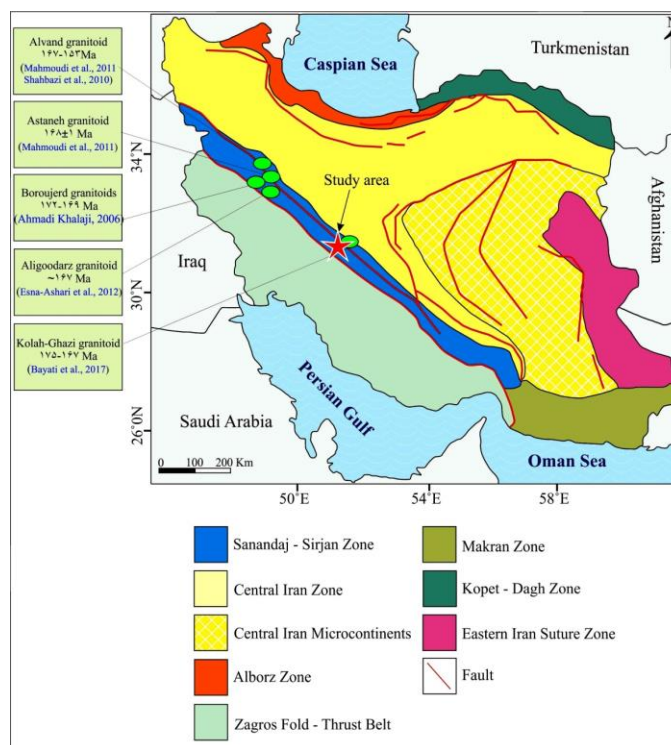 Alvand granitoid
۱۶۷-۱۵۳Ma
(Mahmoudi et al., 2011
Shahbazi et al., 2010)
Astaneh granitoid
۱۶۸±۱ Ma
(Mahmoudi et al., 2011)
Boroujerd granitoids
۱۷۲-۱۶۹ Ma
(Ahmadi Khalaji, 2006)
Aligoodarz granitoid
~۱۶۷ Ma
(Esna-Ashari et al., 2012)
Kolah-Ghazi granitoid
۱۷۵-۱۶۷ Ma
(Bayati et al., 2017)
Caspian Sea
Turkmenistan
Study area
Afghanistan
Iraq
Persian Gulf
Saudi Arabia
Oman Sea
34°N
30°N
26°N
0 100 200 Km
50°E
54°E
58°E
Sanandaj - Sirjan Zone
Central Iran Zone
Central Iran Microcontinents
Alborz Zone
Zagros Fold - Thrust Belt
Makran Zone
Kopet - Dagh Zone
Eastern Iran Suture Zone
Fault